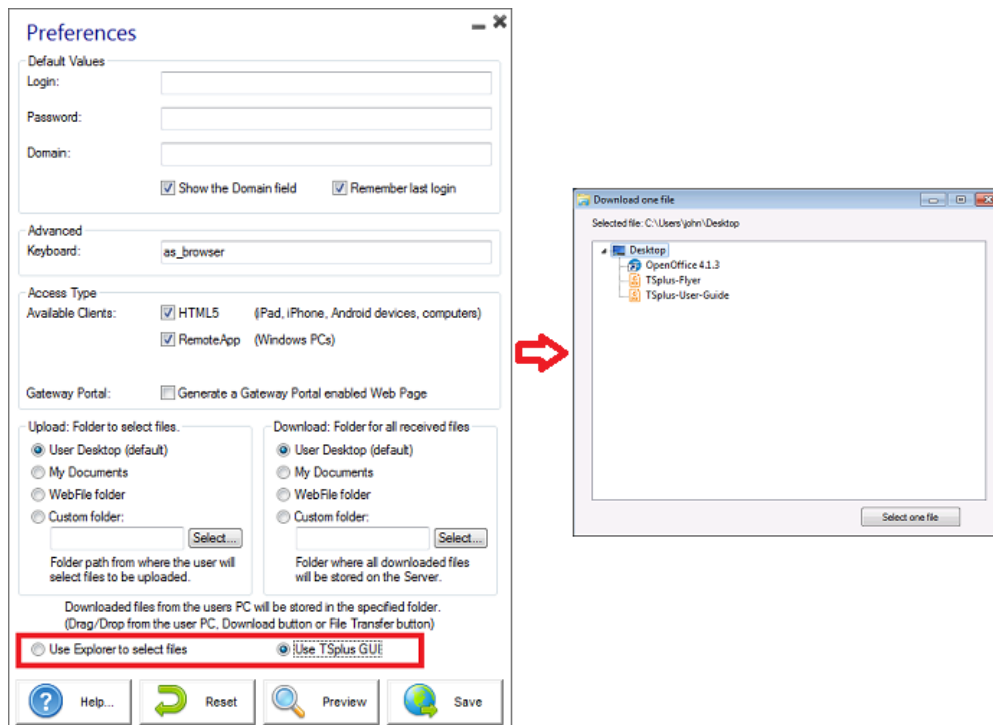 Preferences
Default Values
Login:
Password:
Domain:
Show the Domain field
Remember last login
Advanced
Keyboard:
as_browser
Access Type
Available Clients:
HTML5
(iPad, iPhone, Android devices, computers)
RemoteApp
(Windows PCs)
Gateway Portal:
Generate a Gateway Portal enabled Web Page
Upload: Folder to select files.
User Desktop (default)
My Documents
WebFile folder
Custom folder:
Select...
Folder path from where the user will
select files to be uploaded.
Download: Folder for all received files
User Desktop (default)
My Documents
WebFile folder
Custom folder:
Select...
Folder where all downloaded files
will be stored on the Server.
Downloaded files from the users PC will be stored in the specified folder.
(Drag/Drop from the user PC, Download button or File Transfer button)
Use Explorer to select files
Use TSplus GUI
Help...
Reset
Preview
Save
Download one file
Selected file: C:\Users\john\Desktop
Desktop
OpenOffice 4.1.3
TSplus-Flyer
TSplus-User-Guide
Select one file